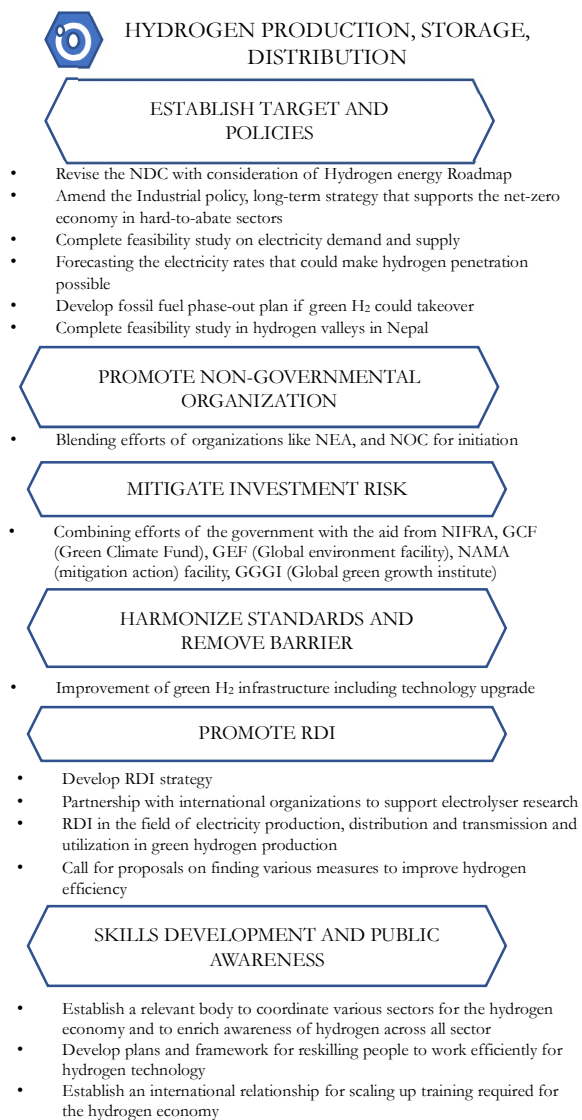 HYDROGEN PRODUCTION, STORAGE,
DISTRIBUTION
ESTABLISH TARGET AND
POLICIES
• Revise the NDC with consideration of Hydrogen energy Roadmap
• Amend the Industrial policy, long-term strategy that supports the net-zero
economy in hard-to-abate sectors
• Complete feasibility study on electricity demand and supply
• Forecasting the electricity rates that could make hydrogen penetration
possible
• Develop fossil fuel phase-out plan if green H₂ could takeover
• Complete feasibility study in hydrogen valleys in Nepal
PROMOTE NON-GOVERNMENTAL
ORGANIZATION
• Blending efforts of organizations like NEA, and NOC for initiation
MITIGATE INVESTMENT RISK
• Combining efforts of the government with the aid from NIFRA, GCF
(Green Climate Fund), GEF (Global environment facility), NAMA
(mitigation action) facility, GGGI (Global green growth institute)
HARMONIZE STANDARDS AND
REMOVE BARRIER
• Improvement of green H₂ infrastructure including technology upgrade
PROMOTE RDI
• Develop RDI strategy
• Partnership with international organizations to support electrolyser research
• RDI in the field of electricity production, distribution and transmission and
utilization in green hydrogen production
• Call for proposals on finding various measures to improve hydrogen
efficiency
SKILLS DEVELOPMENT AND PUBLIC
AWARENESS
• Establish a relevant body to coordinate various sectors for the hydrogen
economy and to enrich awareness of hydrogen across all sector
• Develop plans and framework for reskilling people to work efficiently for
hydrogen technology
• Establish an international relationship for scaling up training required for
the hydrogen economy